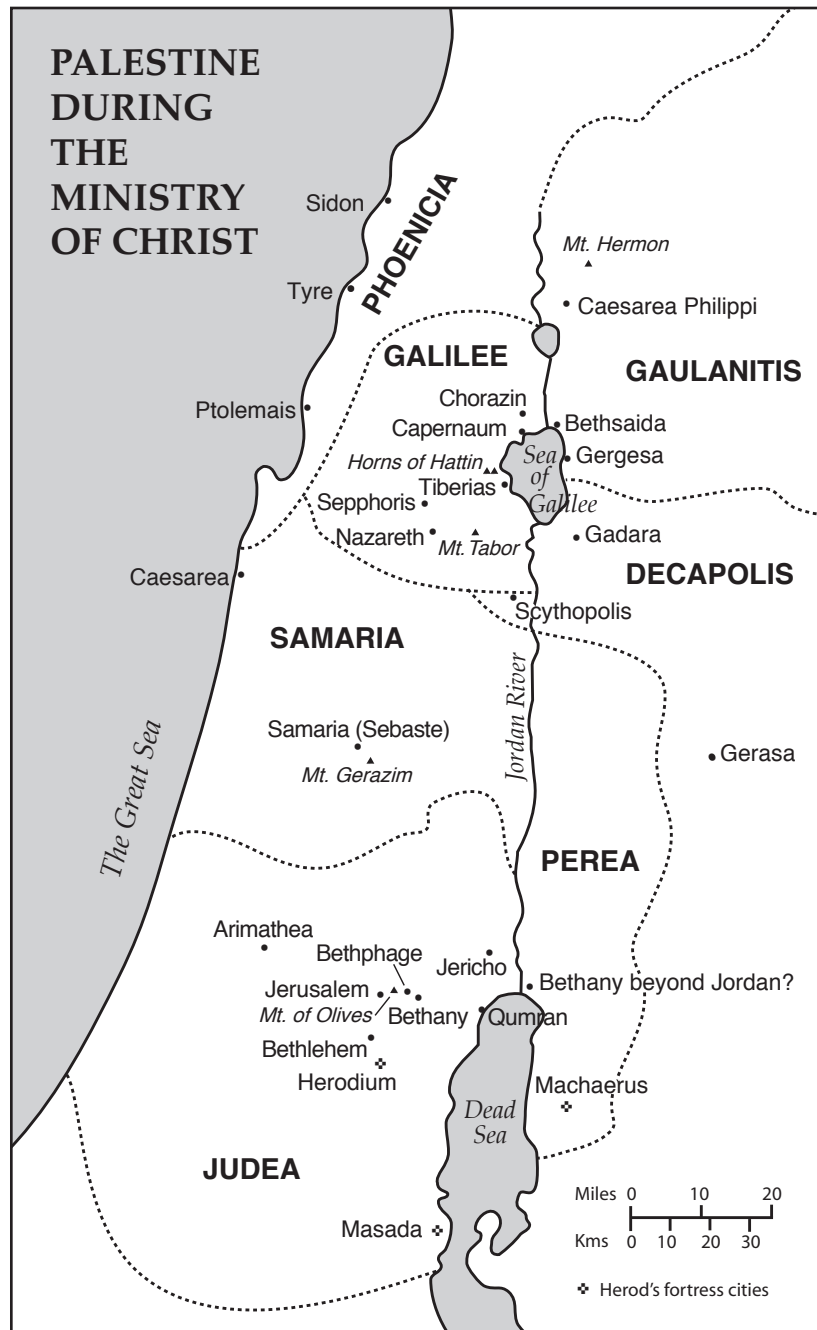 PALESTINE
DURING
THE
MINISTRY
OF CHRIST
Sidon
PHOENICIA
Mt. Hermon
Tyre
Caesarea Philippi
GALILEE
GAULANITIS
Chorazin
Ptolemais
Bethsaida
Capernaum
Sea
of
Galilee
Gergesa
Horns of Hattin
Tiberias
Sepphoris
Nazareth
Mt. Tabor
Gadara
DECAPOLIS
Caesarea
Scythopolis
SAMARIA
Jordan River
Samaria (Sebaste)
Mt. Gerazim
Gerasa
The Great Sea
PEREA
Arimathea
Bethphage
Jericho
Jerusalem
Bethany beyond Jordan?
Mt. of Olives
Bethany
Qumran
Bethlehem
Herodium
Machaerus
Dead
Sea
JUDEA
Masada
Miles 0 10 20
Kms 0 10 20 30
Herod's fortress cities